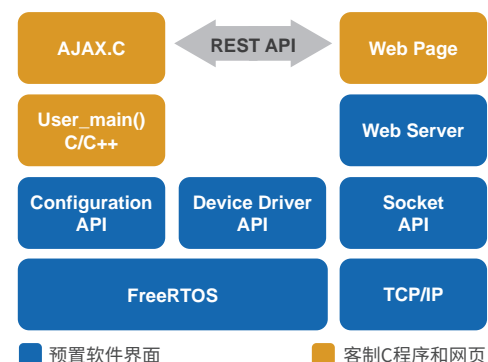 AJAX.C
REST API
Web Page
User_main()
C/C++
Web Server
Configuration
API
Device Driver
API
Socket
API
FreeRTOS
TCP/IP
预置软件界面
客制C程序和网页